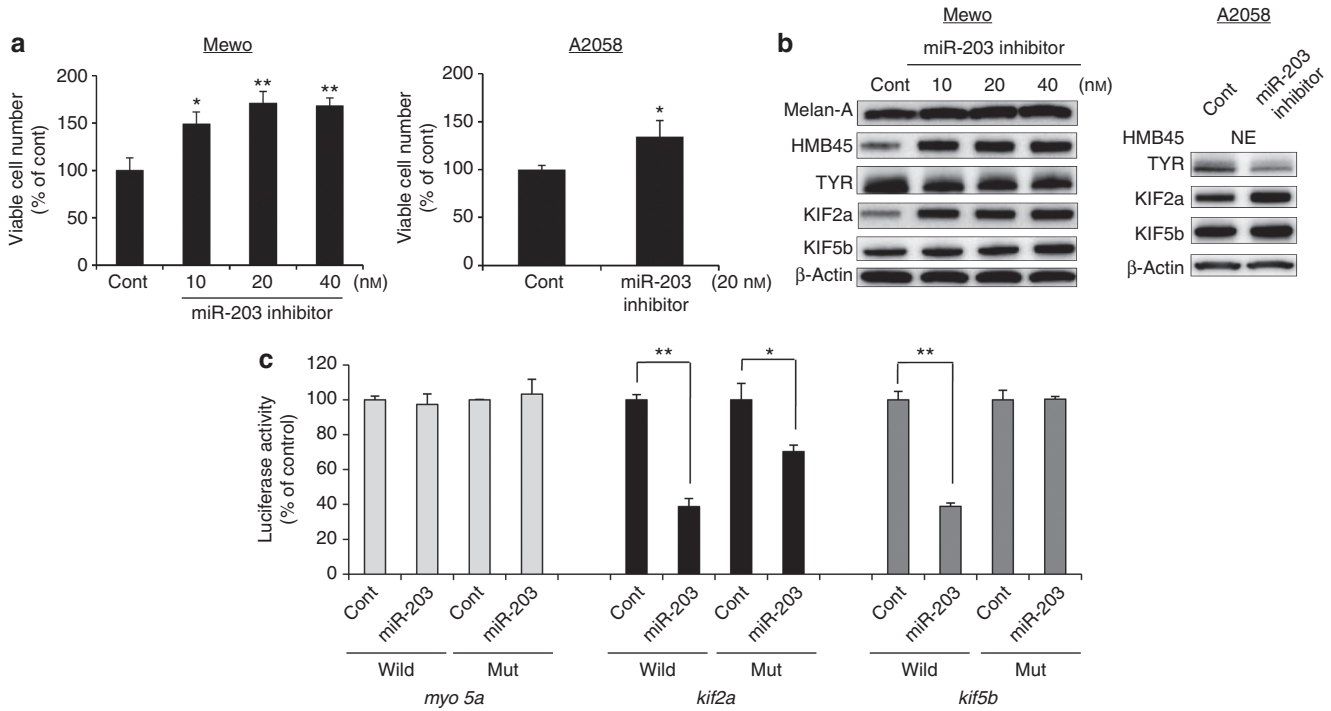 a
Mewo
Viable cell number
(% of cont)
200
150
100
50
0
*
**
**
Cont
10
20
40
(nM)
miR-203 inhibitor
A2058
Viable cell number
(% of cont)
200
150
100
50
0
*
Cont
miR-203
inhibitor
(20 nM)
b
Mewo
miR-203 inhibitor
Cont
10
20
40
(nM)
Melan-A
HMB45
TYR
KIF2a
KIF5b
β-Actin
A2058
Cont
miR-203
inhibitor
HMB45
NE
TYR
KIF2a
KIF5b
β-Actin
c
Luciferase activity
(% of control)
120
100
80
60
40
20
0
**
*
**
Cont
miR-203
Cont
miR-203
Cont
miR-203
Cont
miR-203
Cont
miR-203
Cont
miR-203
Wild
Mut
Wild
Mut
Wild
Mut
myo 5a
kif2a
kif5b